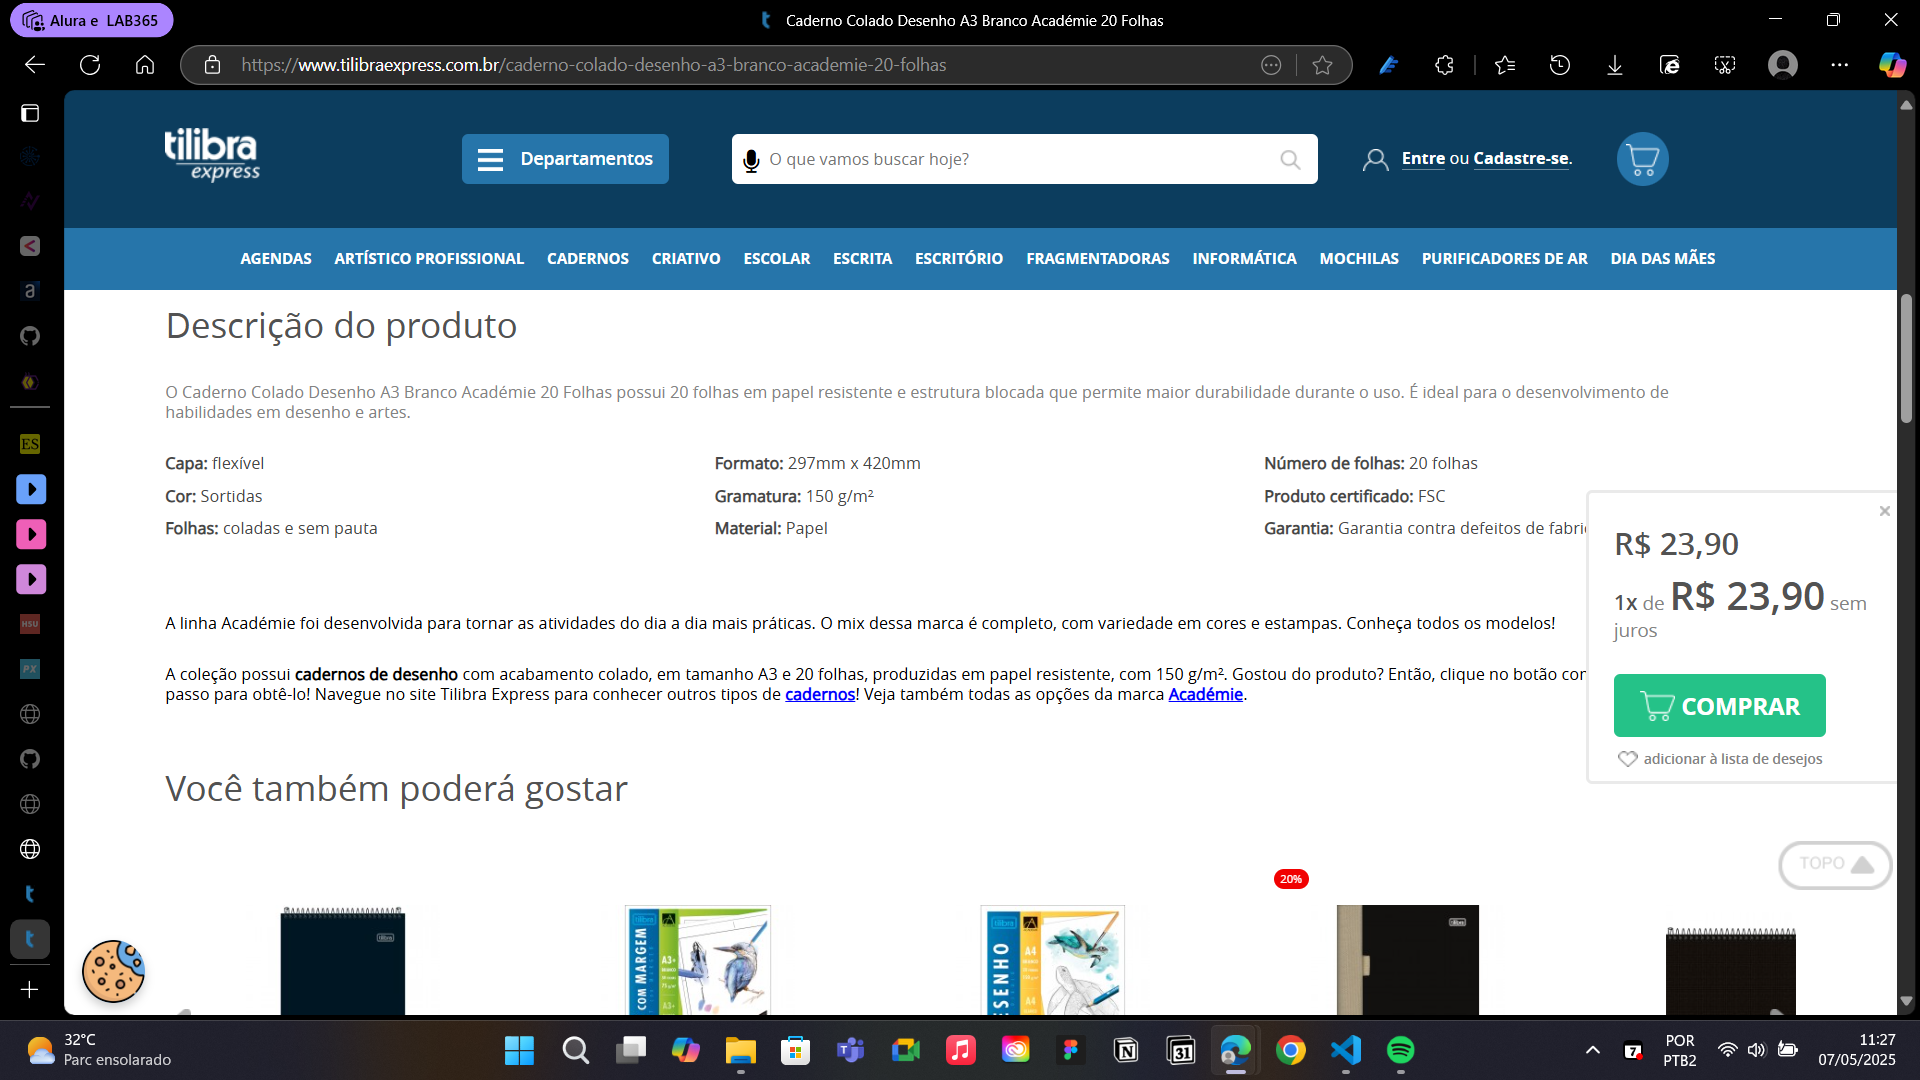 Alura e LAB365
Caderno Colado Desenho A3 Branco Académie 20 Folhas
https://www.tilibraexpress.com.br/caderno-colado-desenho-a3-branco-academie-20-folhas
tilibra
express
Departamentos
O que vamos buscar hoje?
Entre ou Cadastre-se.
AGENDAS ARTÍSTICO PROFISSIONAL CADERNOS CRIATIVO ESCOLAR ESCRITA ESCRITÓRIO FRAGMENTADORAS INFORMÁTICA MOCHILAS PURIFICADORES DE AR DIA DAS MÃES
Descrição do produto
O Caderno Colado Desenho A3 Branco Académie 20 Folhas possui 20 folhas em papel resistente e estrutura blocada que permite maior durabilidade durante o uso. É ideal para o desenvolvimento de
habilidades em desenho e artes.
Capa: flexível
Formato: 297mm x 420mm
Número de folhas: 20 folhas
Cor: Sortidas
Gramatura: 150 g/m²
Produto certificado: FSC
Folhas: coladas e sem pauta
Material: Papel
Garantia: Garantia contra defeitos de fabri
R$ 23,90
1x de R$ 23,90 sem
juros
COMPRAR
adicionar à lista de desejos
A linha Académie foi desenvolvida para tornar as atividades do dia a dia mais práticas. O mix dessa marca é completo, com variedade em cores e estampas. Conheça todos os modelos!
A coleção possui cadernos de desenho com acabamento colado, em tamanho A3 e 20 folhas, produzidas em papel resistente, com 150 g/m². Gostou do produto? Então, clique no botão co
passo para obtê-lo! Navegue no site Tilibra Express para conhecer outros tipos de cadernos! Veja também todas as opções da marca Académie.
Você também poderá gostar
TOPO
20%
tilibra
COM MARGEM
A3+
tilibra
SENHO
A4
tilibra
ES
HSU
PX
32°C
Parc ensolarado
31
7
POR
PTB2
11:27
07/05/2025